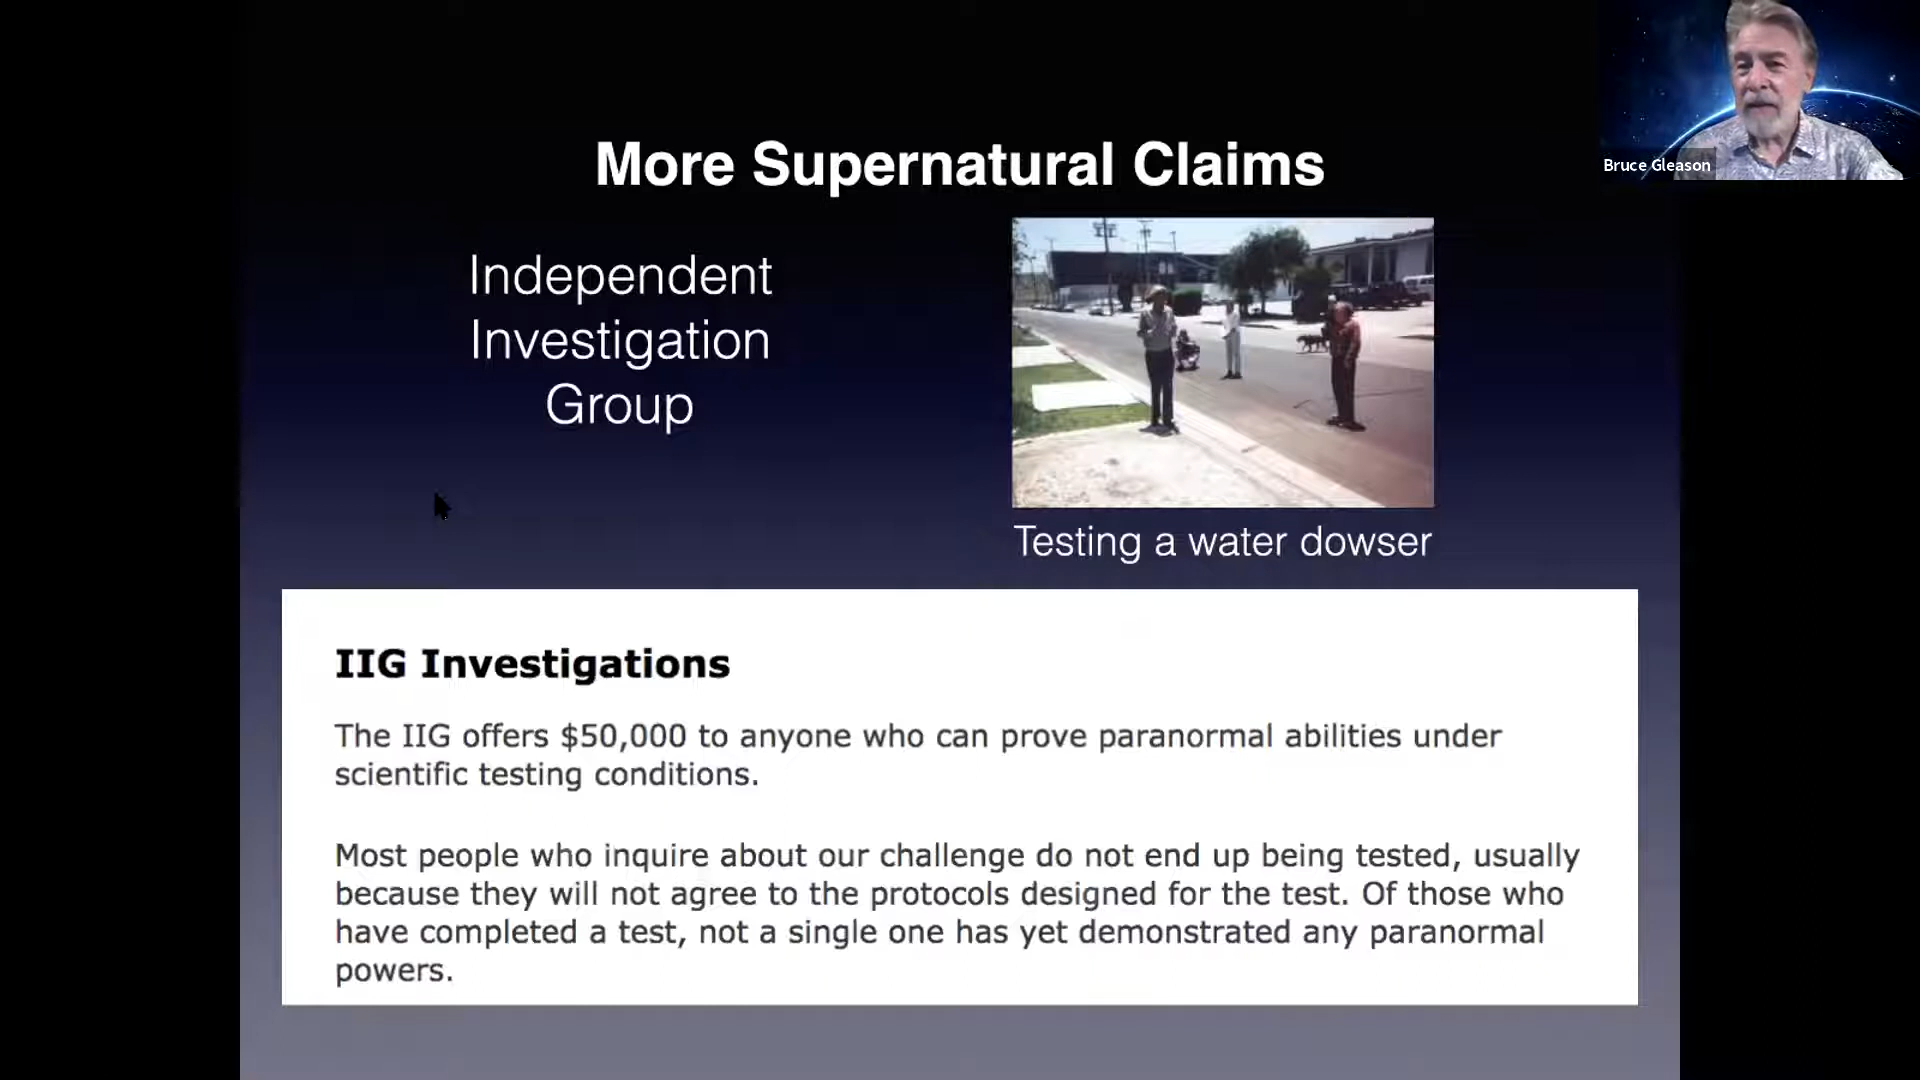 More Supernatural Claims
Bruce Gleason
Independent
Investigation
Group
Testing a water dowser
IIG Investigations
The IIG offers $50,000 to anyone who can prove paranormal abilities under
scientific testing conditions.
Most people who inquire about our challenge do not end up being tested, usually
because they will not agree to the protocols designed for the test. Of those who
have completed a test, not a single one has yet demonstrated any paranormal
powers.